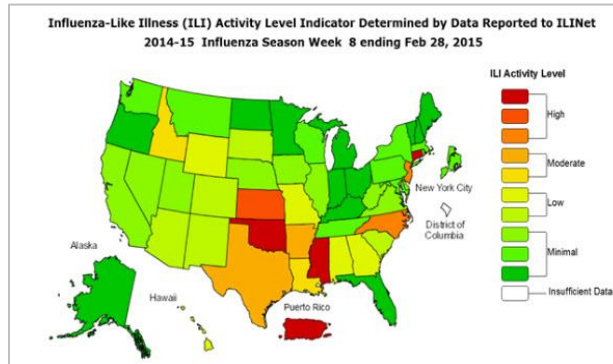 Influenza-Like Illness (ILI) Activity Level Indicator Determined by Data Reported to ILINet
2014-15 Influenza Season Week 8 ending Feb 28, 2015
ILI Activity Level
High
Moderate
New York City
Low
District of
Columbia
Alaska
Minimal
Hawaii
Puerto Rico
Insufficient Data